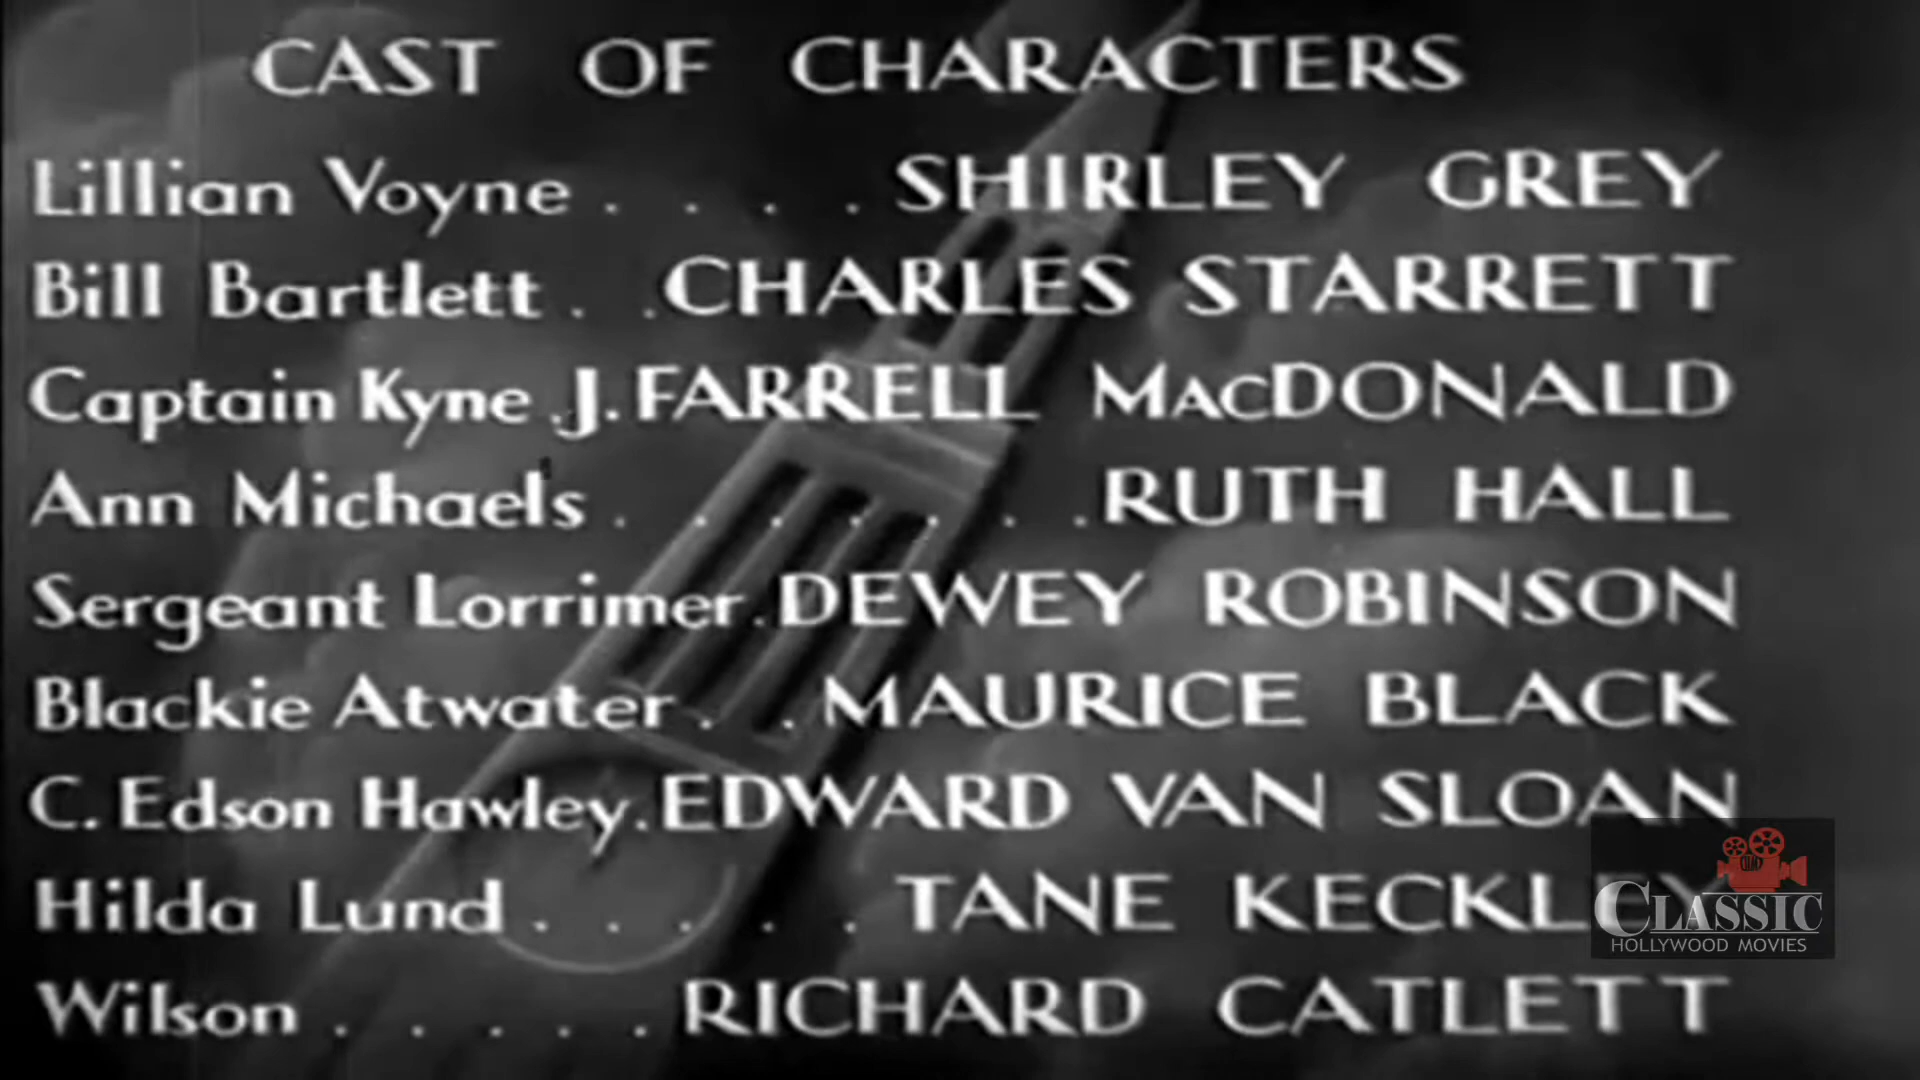 CAST OF CHARACTERS
Lillian Voyne . . . . SHIRLEY GREY
Bill Bartlett . . CHARLES STARRETT
Captain Kyne . J. FARRELL MACDONALD
Ann Michaels . . . . . . . RUTH HALL
Sergeant Lorrimer . DEWEY ROBINSON
Blackie Atwater . . MAURICE BLACK
C. Edson Hawley . EDWARD VAN SLOAN
Hilda Lund . . . . . TANE KECKLEY
Wilson . . . . . RICHARD CATLETT
CLASSIC
HOLLYWOOD MOVIES